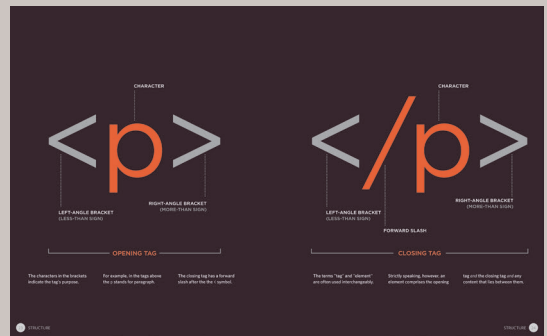 CHARACTER
<p>
LEFT-ANGLE BRACKET
(LESS-THAN SIGN)
RIGHT-ANGLE BRACKET
(MORE-THAN SIGN)
OPENING TAG
The characters in the brackets
indicate the tag's purpose.
For example, in the tags above
the p stands for paragraph.
The closing tag has a forward
slash after the the < symbol.
STRUCTURE
CHARACTER
</p>
LEFT-ANGLE BRACKET
(LESS-THAN SIGN)
FORWARD SLASH
RIGHT-ANGLE BRACKET
(MORE-THAN SIGN)
CLOSING TAG
The terms "tag" and "element"
are often used interchangeably.
Strictly speaking, however, an
element comprises the opening
tag and the closing tag and any
content that lies between them.
STRUCTURE